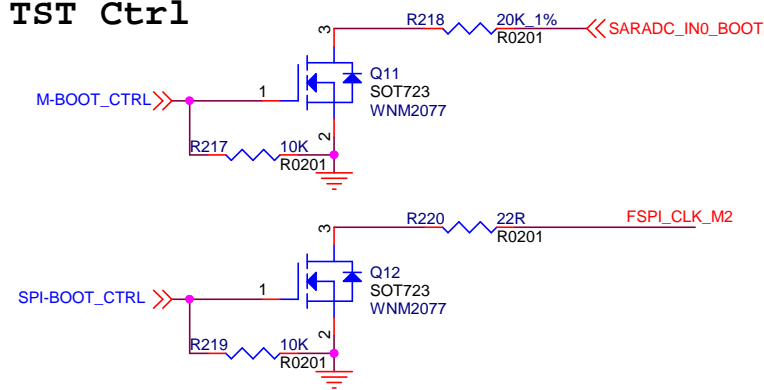 TST Ctrl
R218 20K_1%
R0201
SARADC_IN0_BOOT
3
Q11
SOT723
WNM2077
M-BOOT_CTRL
1
2
R217 10K
R0201
R220 22R
R0201
FSPI_CLK_M2
3
Q12
SOT723
WNM2077
SPI-BOOT_CTRL
1
2
R219 10K
R0201